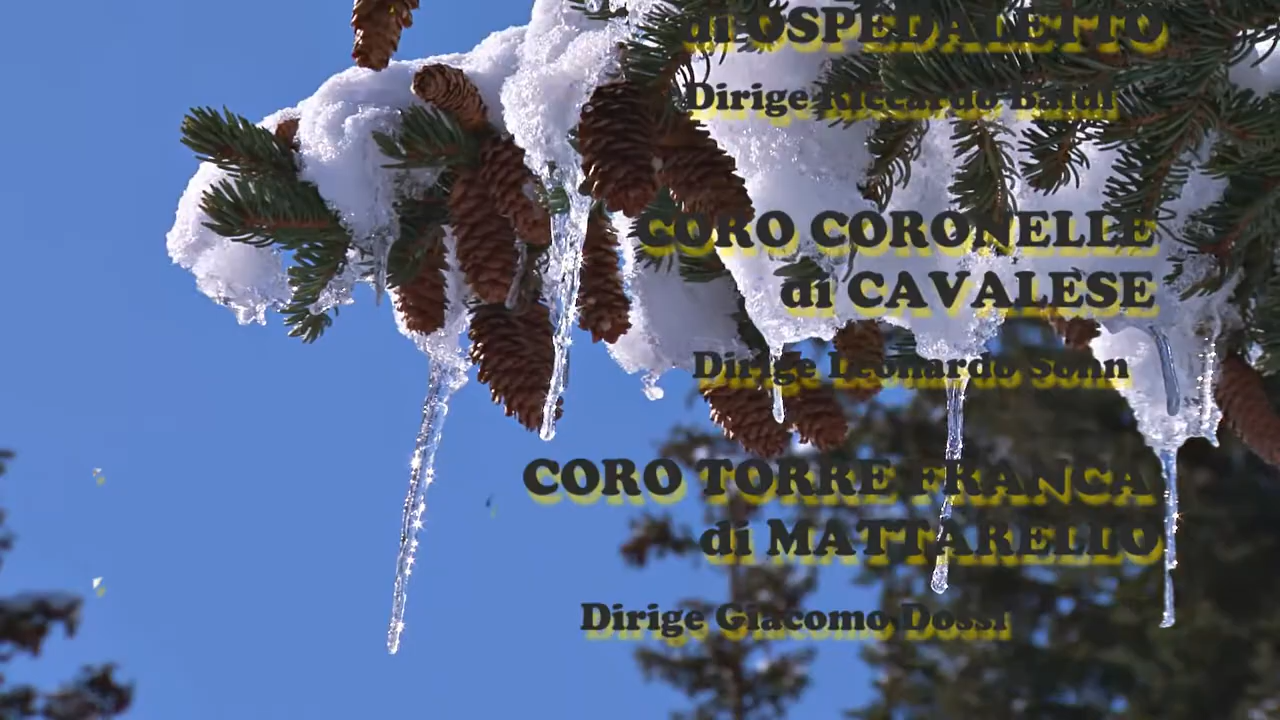 di OSPEDALETTO
Dirige Riccardo Baldi
CORO CORONELLE
di CAVALESE
Dirige Leonardo Sonn
CORO TORRE FRANCA
di MATTARELLO
Dirige Giacomo Dossi